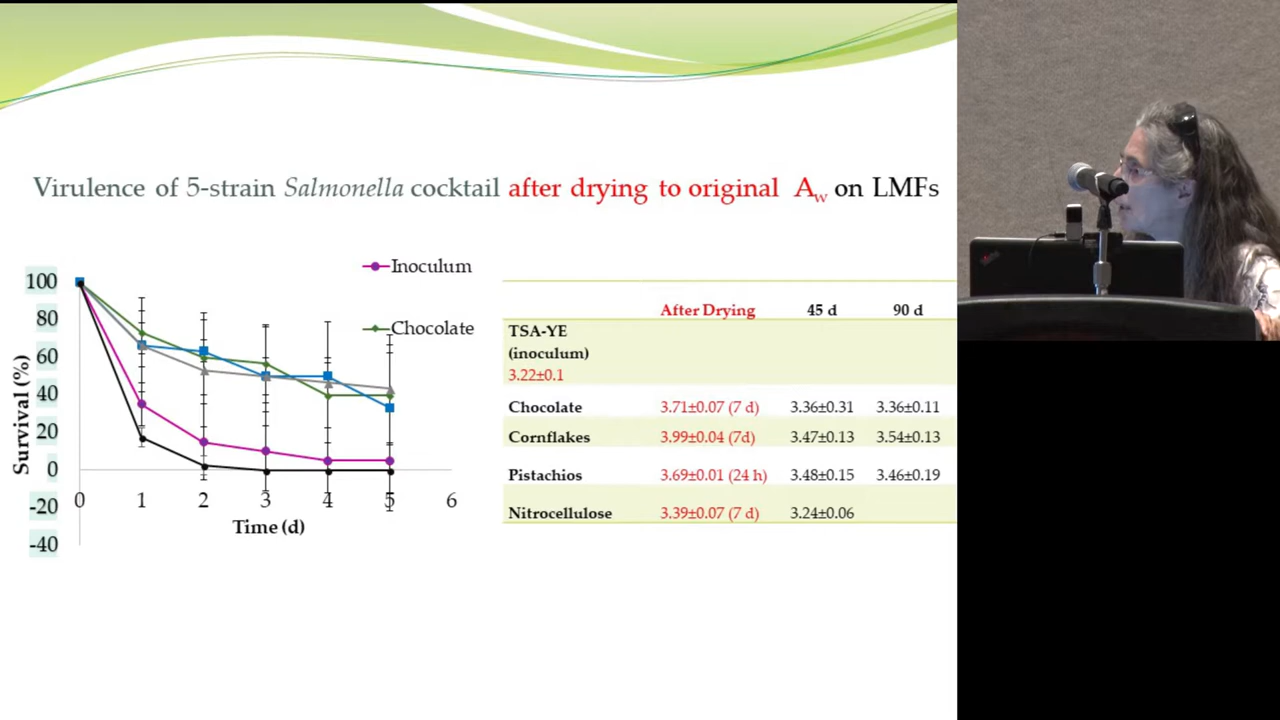 Virulence of 5-strain Salmonella cocktail after drying to original Aw on LMFs
Inoculum
Chocolate
100
80
60
40
20
0
-20
-40
Survival (%)
0 1 2 3 4 5 6
Time (d)
After Drying 45 d 90 d
TSA-YE
(inoculum)
3.22±0.1
Chocolate 3.71±0.07 (7 d) 3.36±0.31 3.36±0.11
Cornflakes 3.99±0.04 (7d) 3.47±0.13 3.54±0.13
Pistachios 3.69±0.01 (24 h) 3.48±0.15 3.46±0.19
Nitrocellulose 3.39±0.07 (7 d) 3.24±0.06